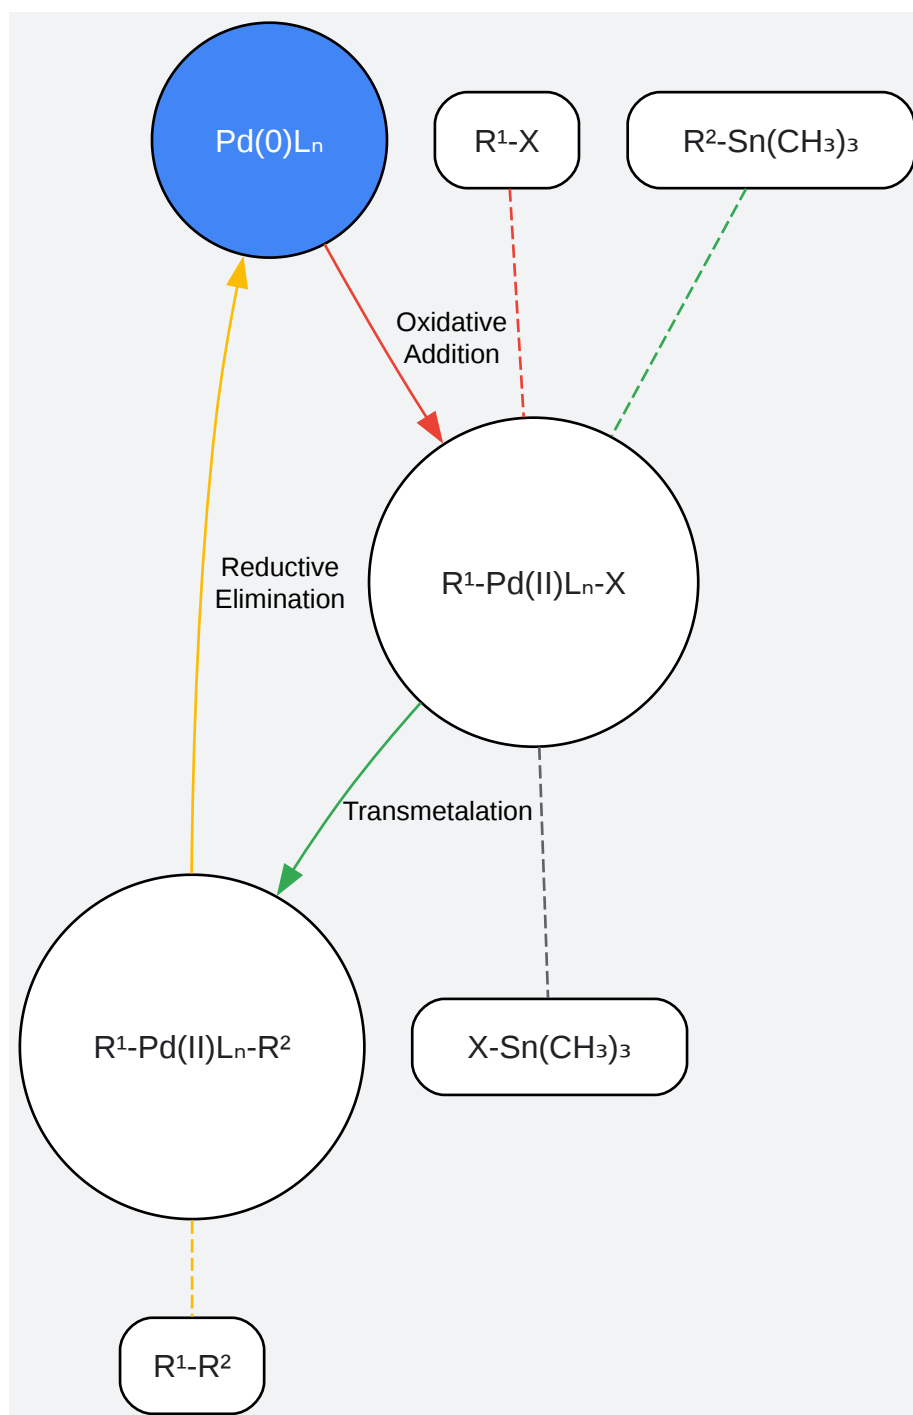 Pd(0)Lₙ
R¹-X
R²-Sn(CH₃)₃
Oxidative
Addition
R¹-Pd(II)Lₙ-X
Reductive
Elimination
Transmetalation
R¹-Pd(II)Lₙ-R²
X-Sn(CH₃)₃
R¹-R²